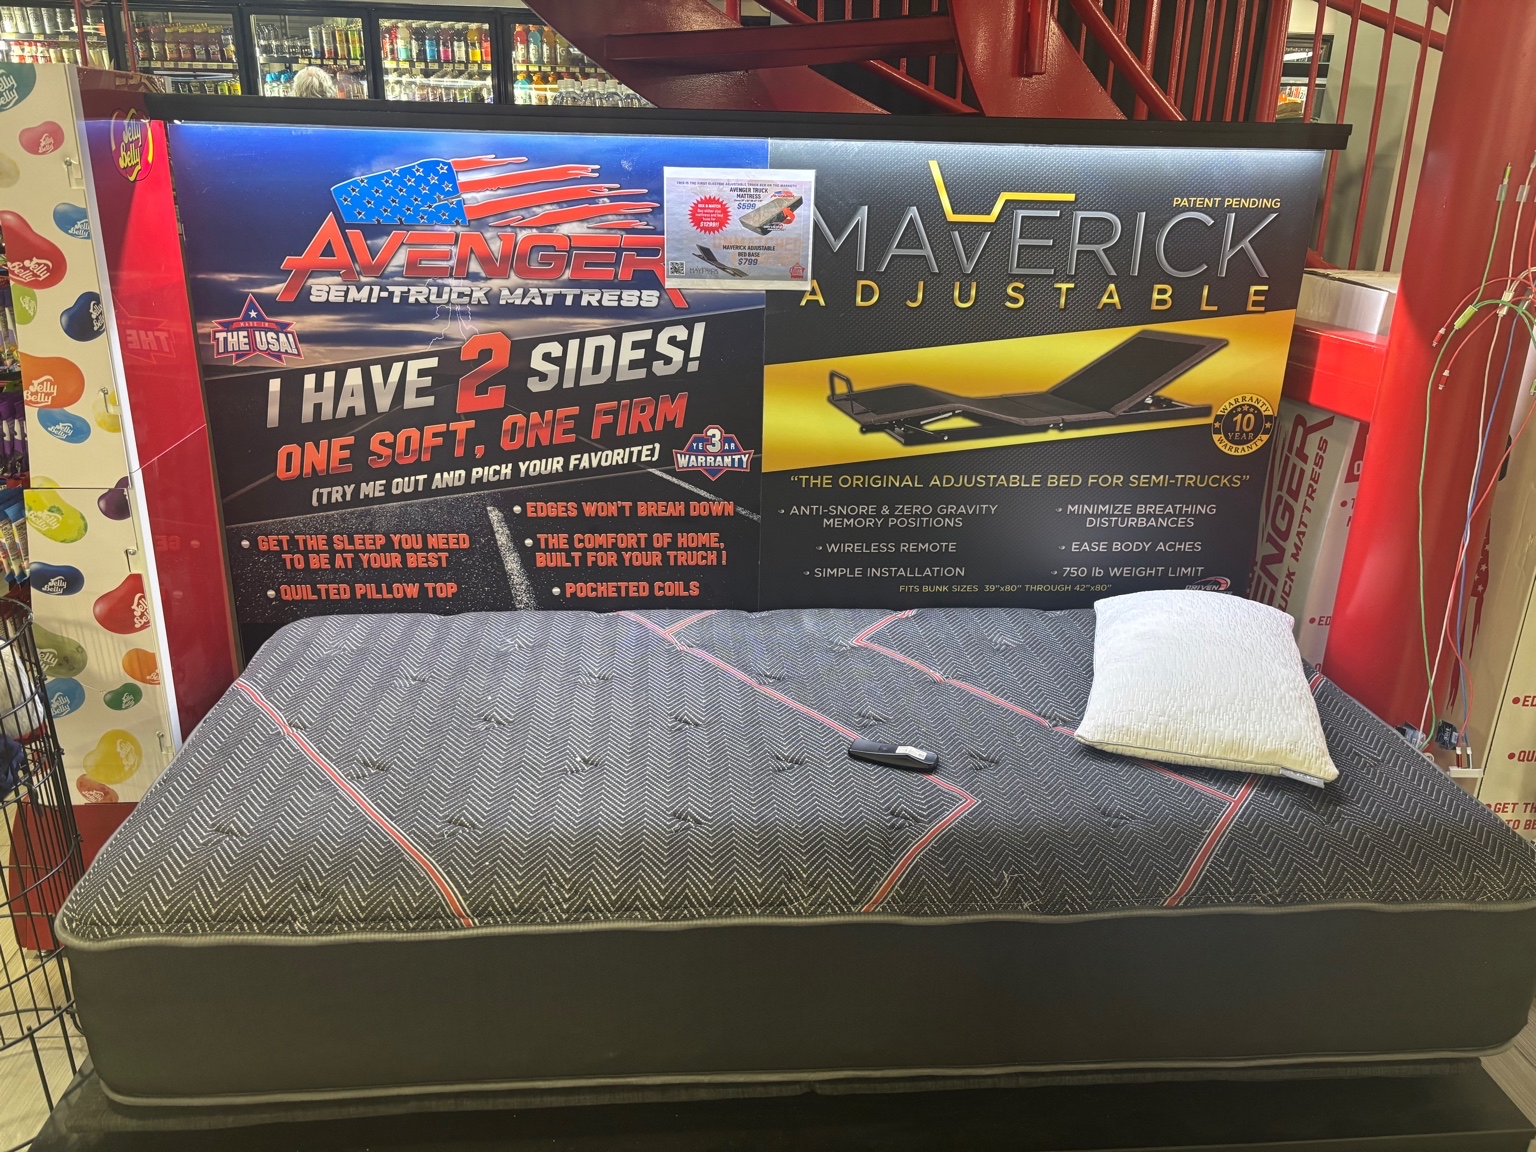 Jelly Belly
AVENGER
SEMI-TRUCK MATTRESS
MADE IN
THE USA!
I HAVE 2 SIDES!
ONE SOFT, ONE FIRM
(TRY ME OUT AND PICK YOUR FAVORITE)
3
YEAR
WARRANTY
• EDGES WON'T BREAK DOWN
• GET THE SLEEP YOU NEED
TO BE AT YOUR BEST
• THE COMFORT OF HOME,
BUILT FOR YOUR TRUCK!
• QUILTED PILLOW TOP
• POCKETED COILS
AVENGER TRUCK
MATTRESS
$599
$1299!!
MAVERICK ADJUSTABLE
BED BASE
$799
PATENT PENDING
MAVERICK
ADJUSTABLE
WARRANTY
10
YEAR
WARRANTY
"THE ORIGINAL ADJUSTABLE BED FOR SEMI-TRUCKS"
• ANTI-SNORE & ZERO GRAVITY
MEMORY POSITIONS
• MINIMIZE BREATHING
DISTURBANCES
• WIRELESS REMOTE
• EASE BODY ACHES
• SIMPLE INSTALLATION
• 750 lb WEIGHT LIMIT
FITS BUNK SIZES 39"x80" THROUGH 42"x80"
DRIVEN